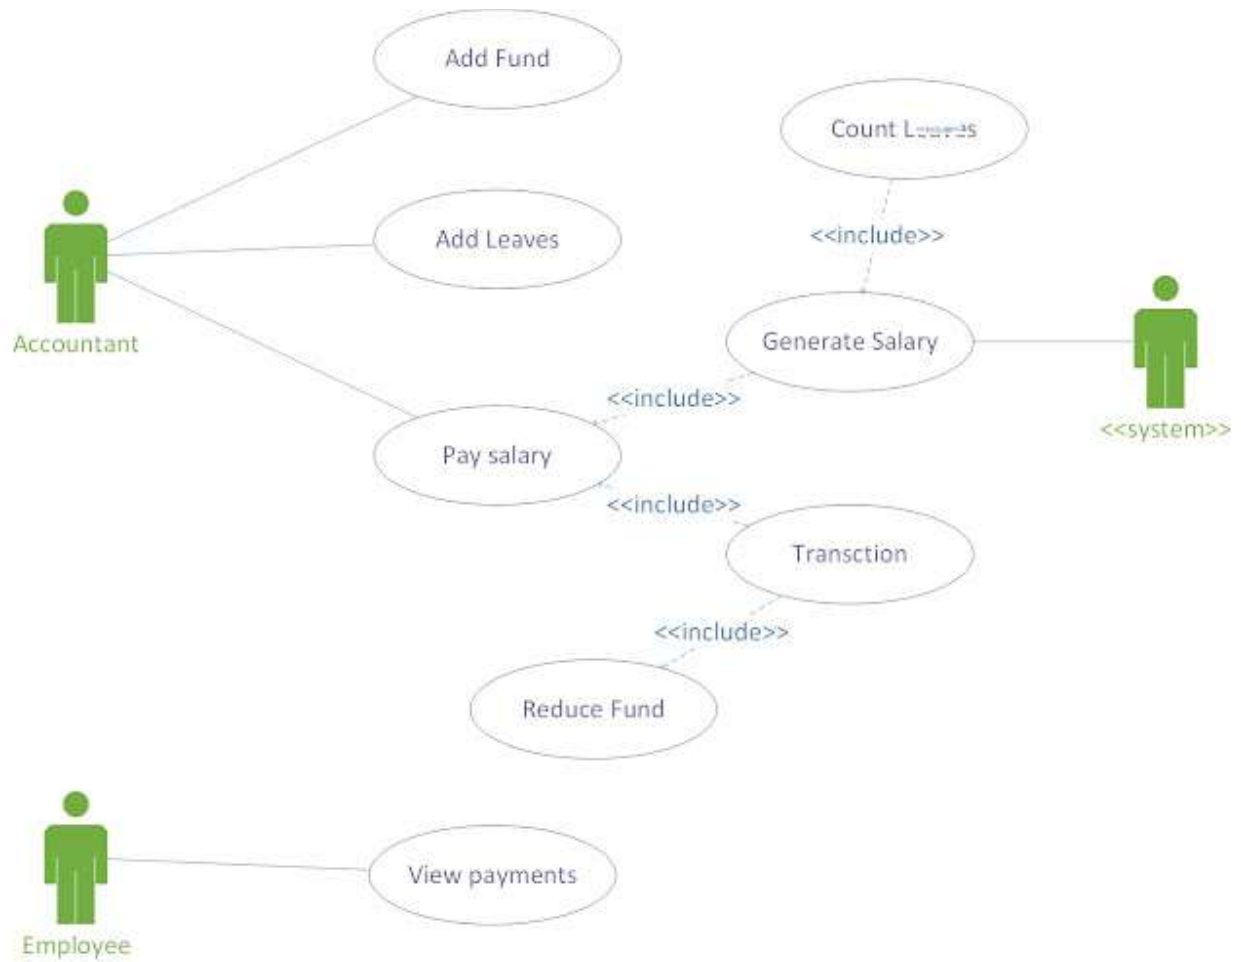 Add Fund
Count Leaves
Add Leaves
<<include>>
Accountant
Generate Salary
<<include>>
<<system>>
Pay salary
<<include>>
Transction
<<include>>
Reduce Fund
View payments
Employee